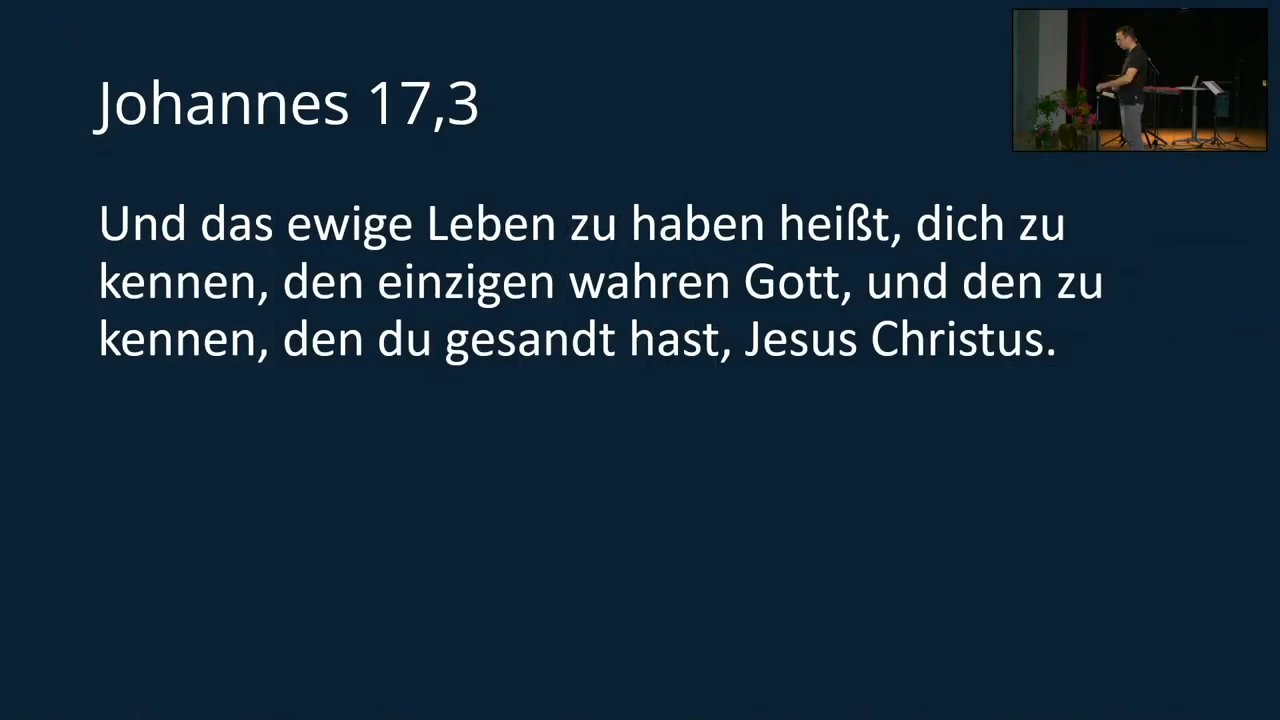 Johannes 17,3
Und das ewige Leben zu haben heißt, dich zu
kennen, den einzigen wahren Gott, und den zu
kennen, den du gesandt hast, Jesus Christus.